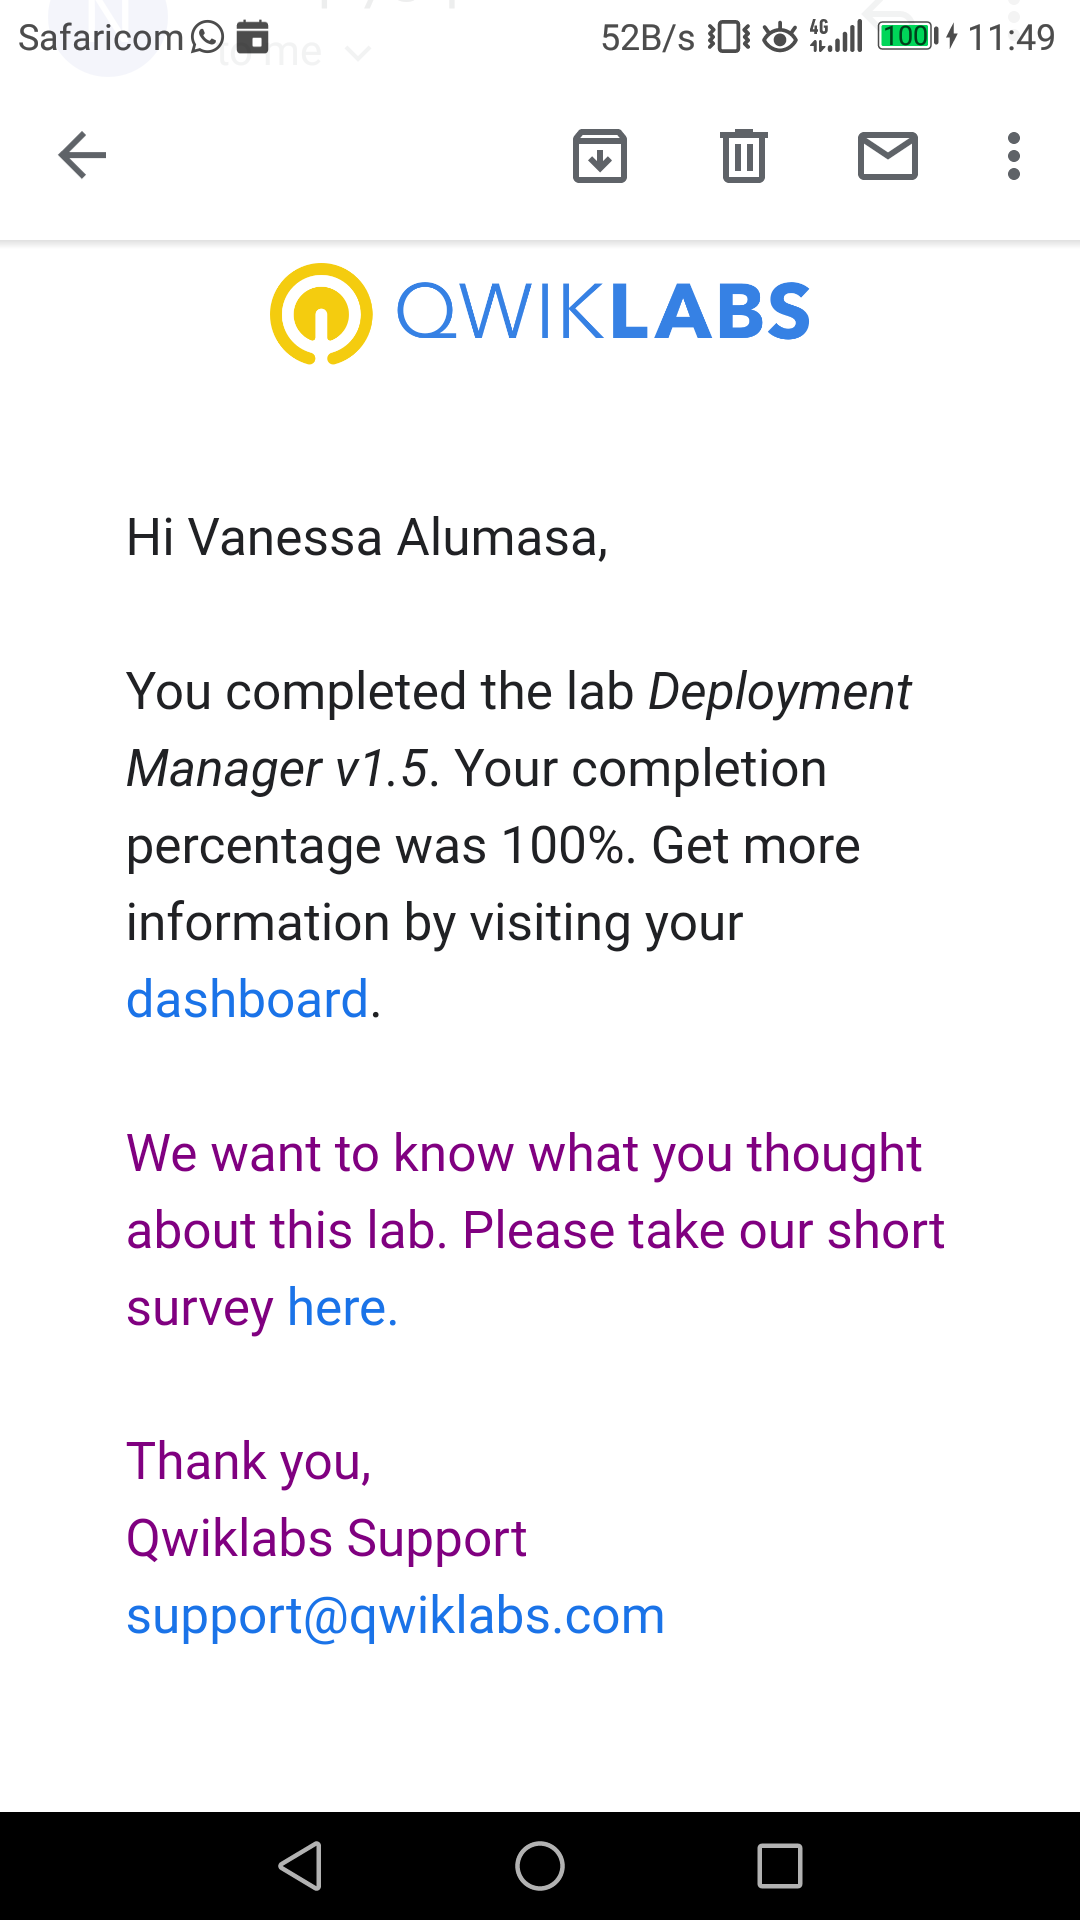 Safaricom 52B/s 4G 100 11:49
N to me
QWIKLABS
Hi Vanessa Alumasa,
You completed the lab Deployment
Manager v1.5. Your completion
percentage was 100%. Get more
information by visiting your
dashboard.
We want to know what you thought
about this lab. Please take our short
survey here.
Thank you,
Qwiklabs Support
support@qwiklabs.com